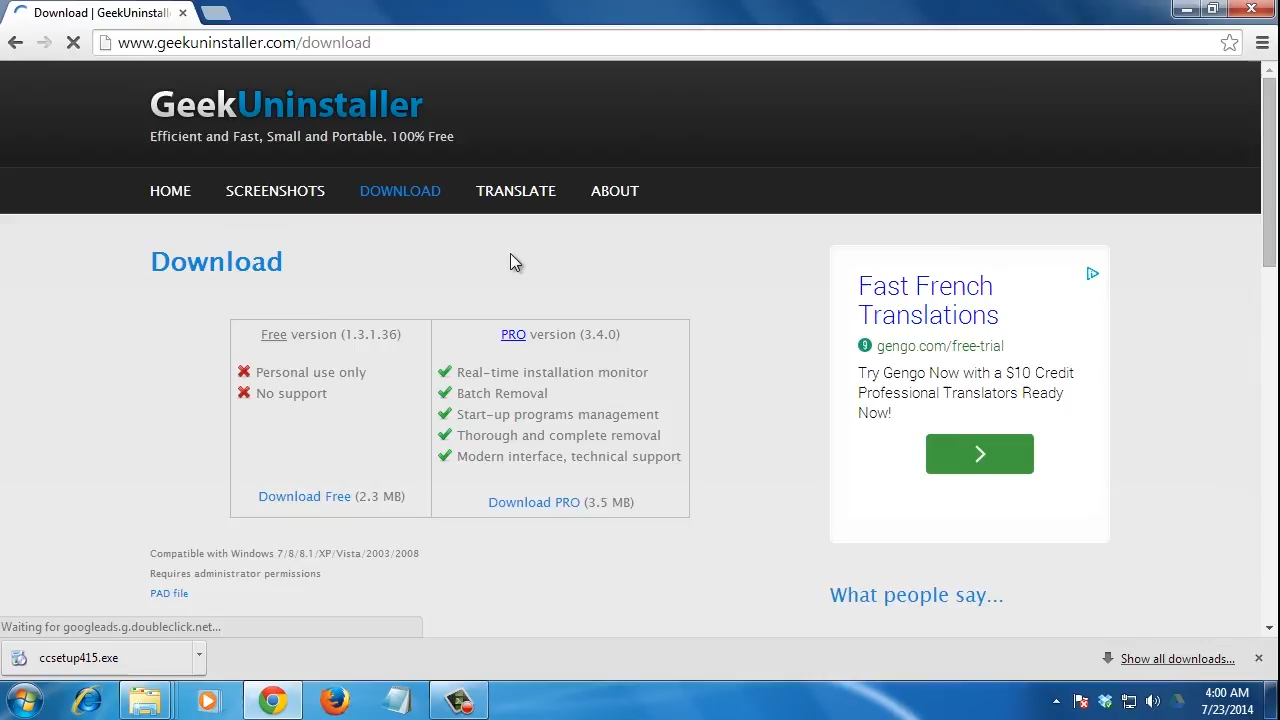 Download | GeekUninstall
www.geekuninstaller.com/download
GeekUninstaller
Efficient and Fast, Small and Portable. 100% Free
HOME
SCREENSHOTS
DOWNLOAD
TRANSLATE
ABOUT
Download
Free version (1.3.1.36)
Personal use only
No support
Download Free (2.3 MB)
PRO version (3.4.0)
Real-time installation monitor
Batch Removal
Start-up programs management
Thorough and complete removal
Modern interface, technical support
Download PRO (3.5 MB)
Compatible with Windows 7/8/8.1/XP/Vista/2003/2008
Requires administrator permissions
PAD file
Fast French
Translations
9 gengo.com/free-trial
Try Gengo Now with a $10 Credit
Professional Translators Ready
Now!
What people say...
Waiting for googleads.g.doubleclick.net...
ccsetup415.exe
Show all downloads...
4:00 AM
7/23/2014